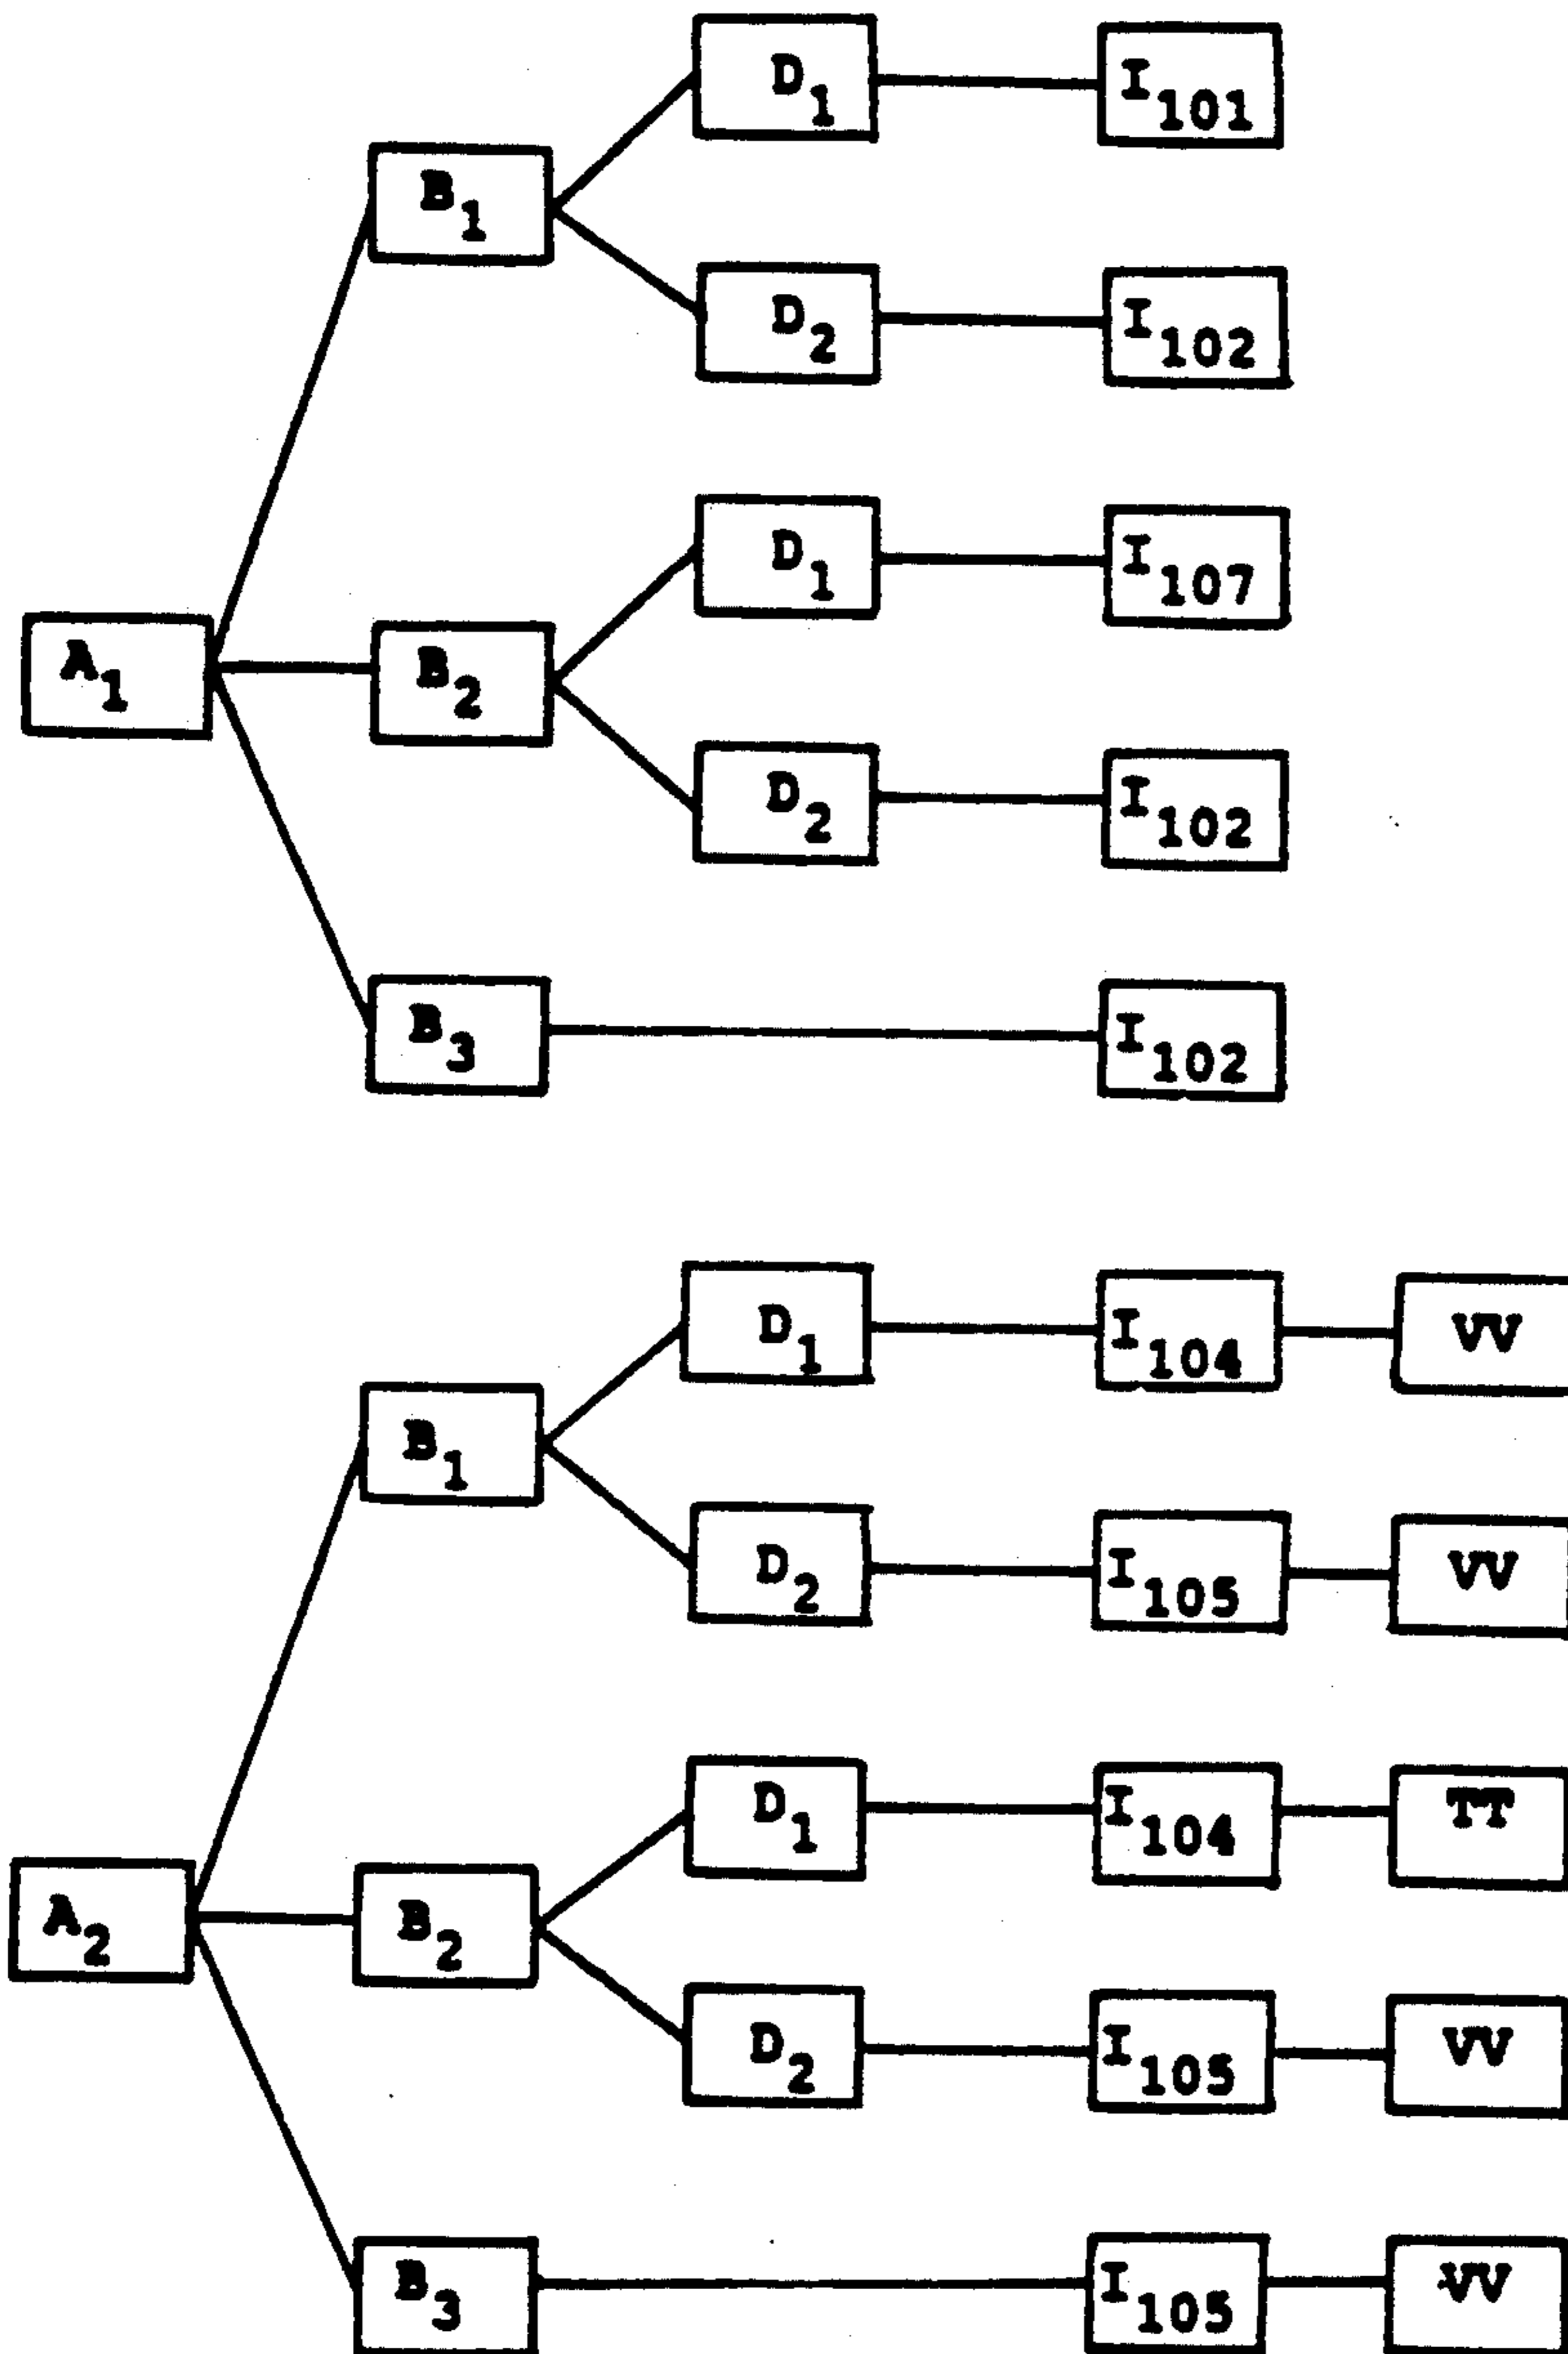 D1 I101
B1
D2 I102
D1 I107
A1 B2
D2 I102
B3 I102
D1 I104 VV
B1
D2 I105 VV
D1 I104 TT
A2 B2
D2 I105 VV
B3 I105 VV